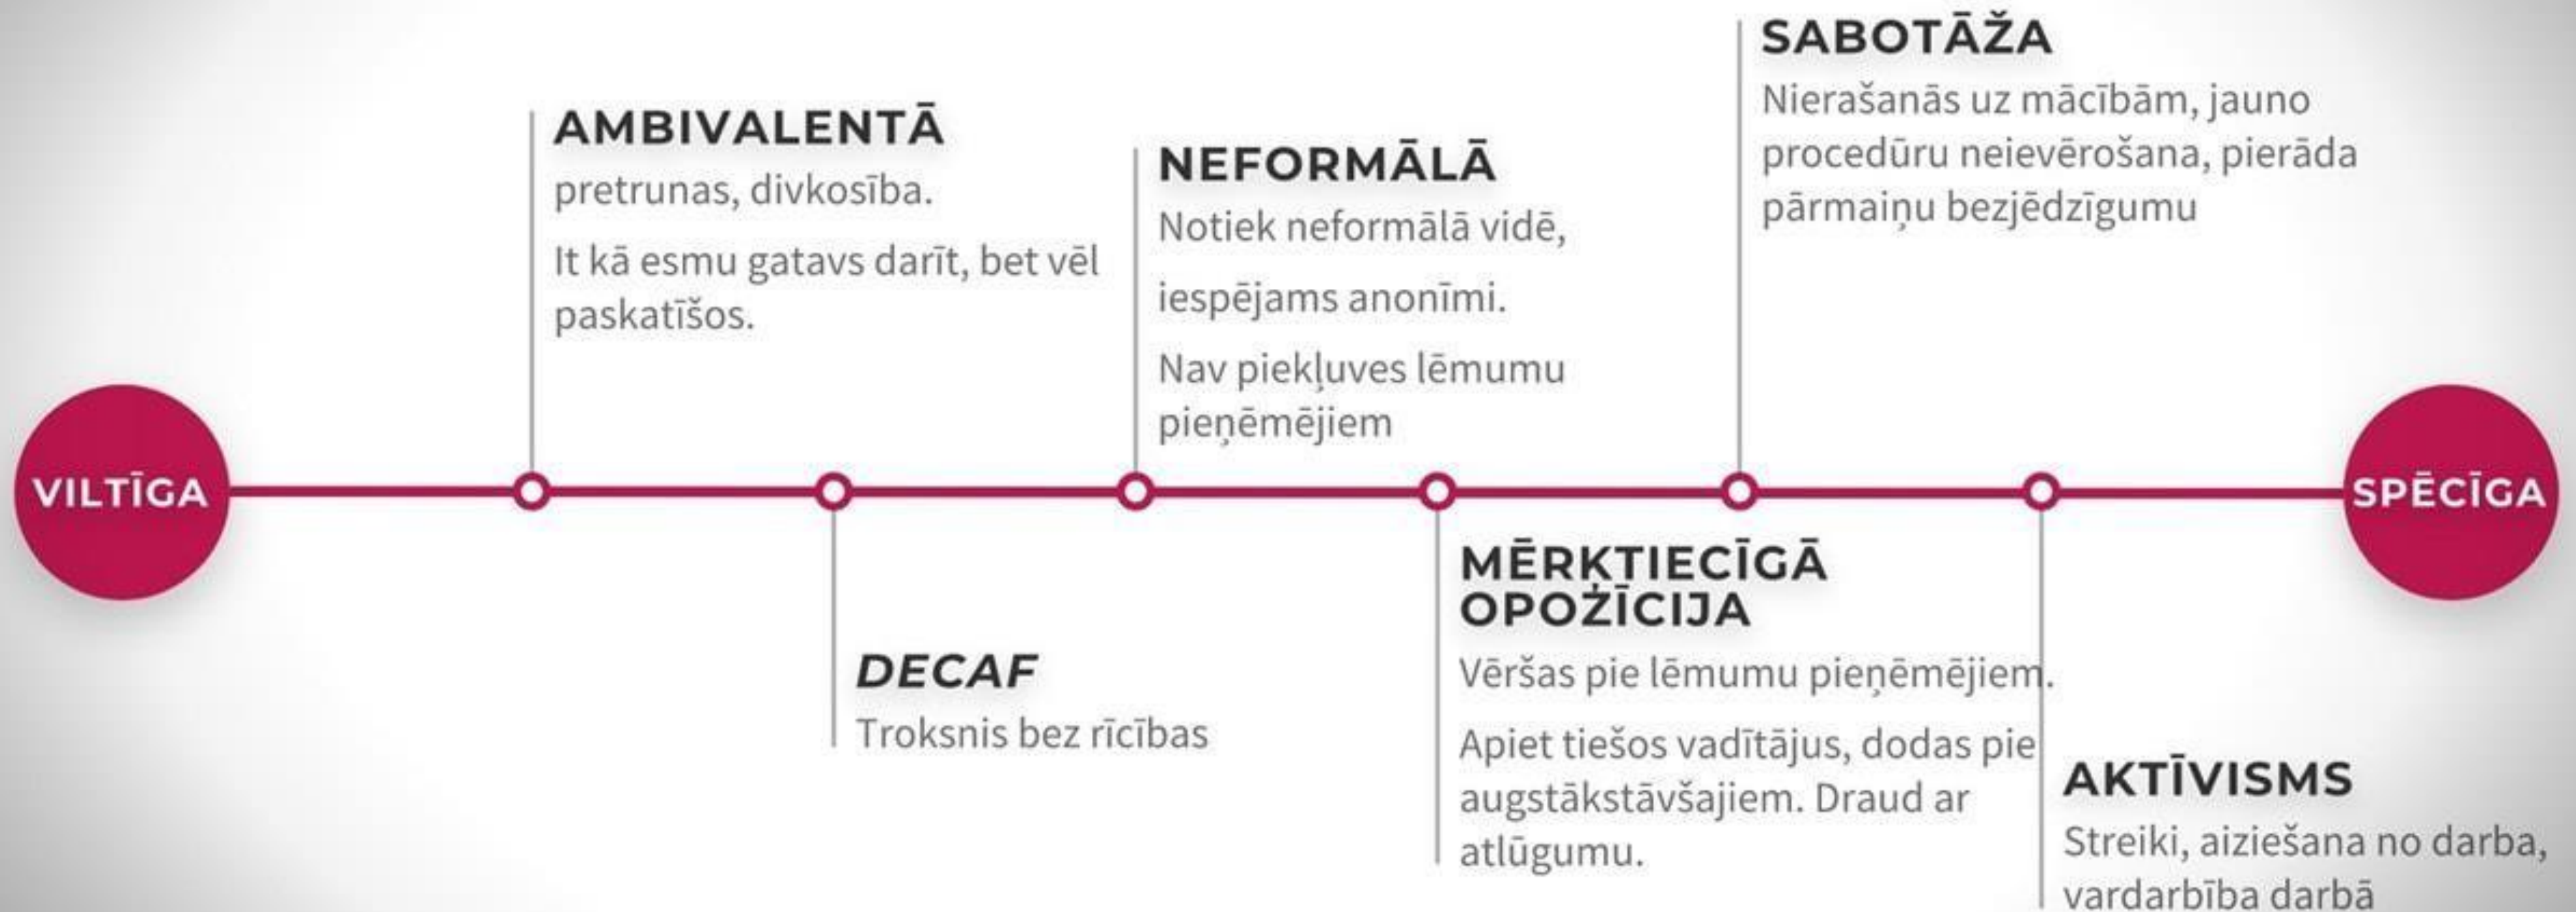 VILTĪGA
AMBIVALENTĀ
pretrunas, divkosība.
It kā esmu gatavs darīt, bet vēl
paskatīšos.
DECAF
Troksnis bez rīcības
NEFORMĀLĀ
Notiek neformālā vidē,
iespējams anonīmi.
Nav piekļuves lēmumu
pieņēmējiem
MĒRĶTIECĪGĀ
OPOZĪCIJA
Vēršas pie lēmumu pieņēmējiem.
Apiet tiešos vadītājus, dodas pie
augstākstāvšajiem. Draud ar
atlūgumu.
SABOTĀŽA
Nierašanās uz mācībām, jauno
procedūru neievērošana, pierāda
pārmaiņu bezjēdzīgumu
AKTĪVISMS
Streiki, aiziešana no darba,
vardarbība darbā
SPĒCĪGA